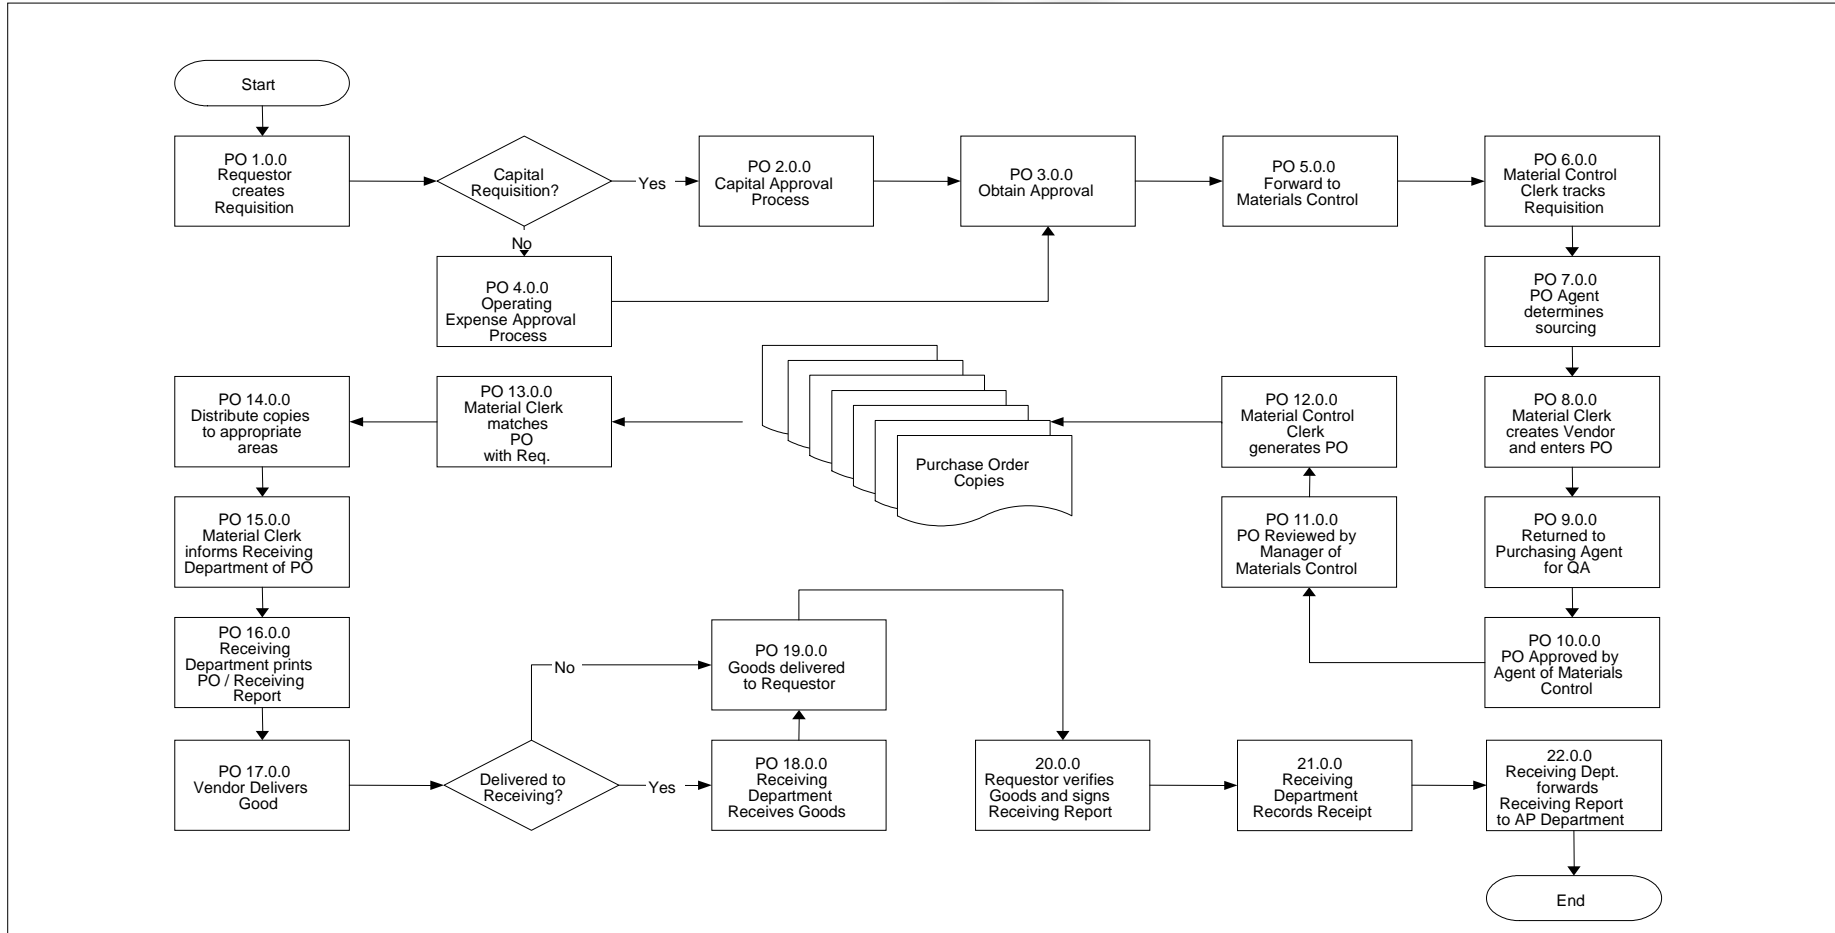 Start
PO 1.0.0
Requestor
creates
Requisition
Capital
Requisition?
Yes
No
PO 2.0.0
Capital Approval
Process
PO 3.0.0
Obtain Approval
PO 5.0.0
Forward to
Materials Control
PO 6.0.0
Material Control
Clerk tracks
Requisition
PO 4.0.0
Operating
Expense Approval
Process
PO 7.0.0
PO Agent
determines
sourcing
PO 8.0.0
Material Clerk
creates Vendor
and enters PO
PO 9.0.0
Returned to
Purchasing Agent
for QA
PO 10.0.0
PO Approved by
Agent of Materials
Control
PO 11.0.0
PO Reviewed by
Manager of
Materials Control
PO 12.0.0
Material Control
Clerk
generates PO
Purchase Order
Copies
PO 13.0.0
Material Clerk
matches
PO
with Req.
PO 14.0.0
Distribute copies
to appropriate
areas
PO 15.0.0
Material Clerk
informs Receiving
Department of PO
PO 16.0.0
Receiving
Department prints
PO / Receiving
Report
PO 17.0.0
Vendor Delivers
Good
Delivered to
Receiving?
No
Yes
PO 18.0.0
Receiving
Department
Receives Goods
PO 19.0.0
Goods delivered
to Requestor
20.0.0
Requestor verifies
Goods and signs
Receiving Report
21.0.0
Receiving
Department
Records Receipt
22.0.0
Receiving Dept.
forwards
Receiving Report
to AP Department
End